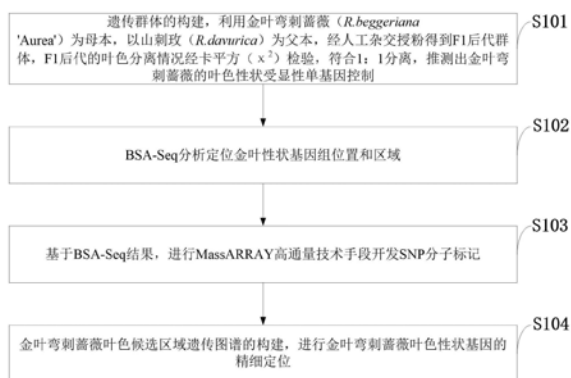 遗传群体的构建，利用金叶弯刺蔷薇（R.beggeriana
'Aurea'）为母本，以山刺玫（R.davurica）为父本，经人工杂交授粉得到F1后代群
体，F1后代的叶色分离情况经卡平方（x²）检验，符合1：1分离，推测出金叶弯
刺蔷薇的叶色性状受显性单基因控制
S101
BSA-Seq分析定位金叶性状基因组位置和区域
S102
基于BSA-Seq结果，进行MassARRAY高通量技术手段开发SNP分子标记
S103
金叶弯刺蔷薇叶色候选区域遗传图谱的构建，进行金叶弯刺蔷薇叶色性状基因的
精细定位
S104